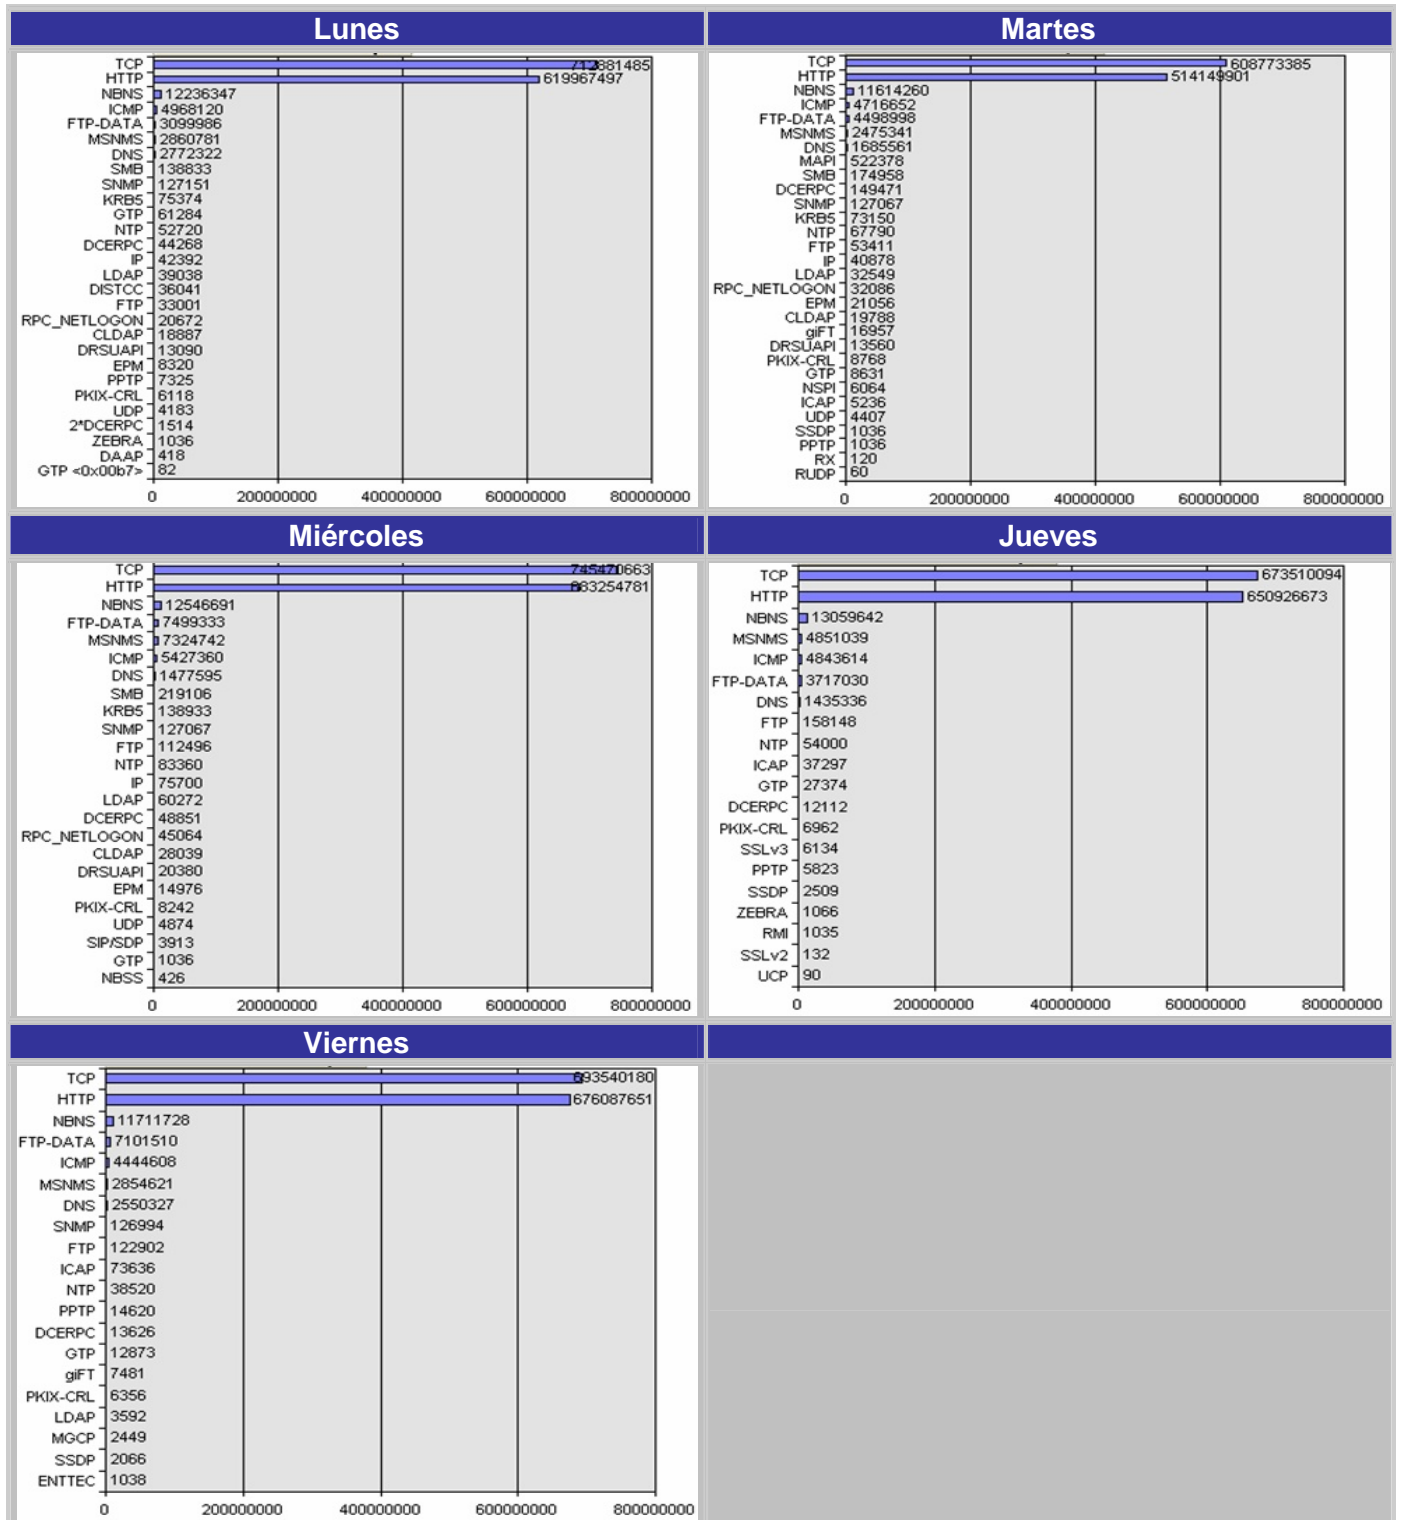 Lunes
TCP 712881485
HTTP 619967497
NBNS 12236347
ICMP 4968120
FTP-DATA 3099986
MSNMS 2860781
DNS 2772322
SMB 138833
SNMP 127151
KRB5 75374
GTP 61284
NTP 52720
DCERPC 44268
IP 42392
LDAP 39038
DISTCC 36041
FTP 33001
RPC_NETLOGON 20672
CLDAP 18887
DRSUAPI 13090
EPM 8320
PPTP 7325
PKIX-CRL 6118
UDP 4183
2*DCERPC 1514
ZEBRA 1036
DAAP 418
GTP <0x00b7> 82
0 200000000 400000000 600000000 800000000
Martes
TCP 608773385
HTTP 514149901
NBNS 11614260
ICMP 4716652
FTP-DATA 4498998
MSNMS 2475341
DNS 1685561
MAPI 522378
SMB 174958
DCERPC 149471
SNMP 127067
KRB5 73150
NTP 67790
FTP 53411
IP 40878
LDAP 32549
RPC_NETLOGON 32086
EPM 21056
CLDAP 19788
giFT 16957
DRSUAPI 13560
PKIX-CRL 8768
GTP 8631
NSPI 6064
ICAP 5236
UDP 4407
SSDP 1036
PPTP 1036
RX 120
RUDP 60
0 200000000 400000000 600000000 800000000
Miércoles
TCP 745470663
HTTP 683254781
NBNS 12546691
FTP-DATA 7499333
MSNMS 7324742
ICMP 5427360
DNS 1477595
SMB 219106
KRB5 138933
SNMP 127067
FTP 112496
NTP 83360
IP 75700
LDAP 60272
DCERPC 48851
RPC_NETLOGON 45064
CLDAP 28039
DRSUAPI 20380
EPM 14976
PKIX-CRL 8242
UDP 4874
SIP/SDP 3913
GTP 1036
NBSS 426
0 200000000 400000000 600000000 800000000
Jueves
TCP 673510094
HTTP 650926673
NBNS 13059642
MSNMS 4851039
ICMP 4843614
FTP-DATA 3717030
DNS 1435336
FTP 158148
NTP 54000
ICAP 37297
GTP 27374
DCERPC 12112
PKIX-CRL 6962
SSLv3 6134
PPTP 5823
SSDP 2509
ZEBRA 1066
RMI 1035
SSLv2 132
UCP 90
0 200000000 400000000 600000000 800000000
Viernes
TCP 693540180
HTTP 676087651
NBNS 11711728
FTP-DATA 7101510
ICMP 4444608
MSNMS 2854621
DNS 2550327
SNMP 126994
FTP 122902
ICAP 73636
NTP 38520
PPTP 14620
DCERPC 13626
GTP 12873
giFT 7481
PKIX-CRL 6356
LDAP 3592
MGCP 2449
SSDP 2066
ENTTEC 1038
0 200000000 400000000 600000000 800000000